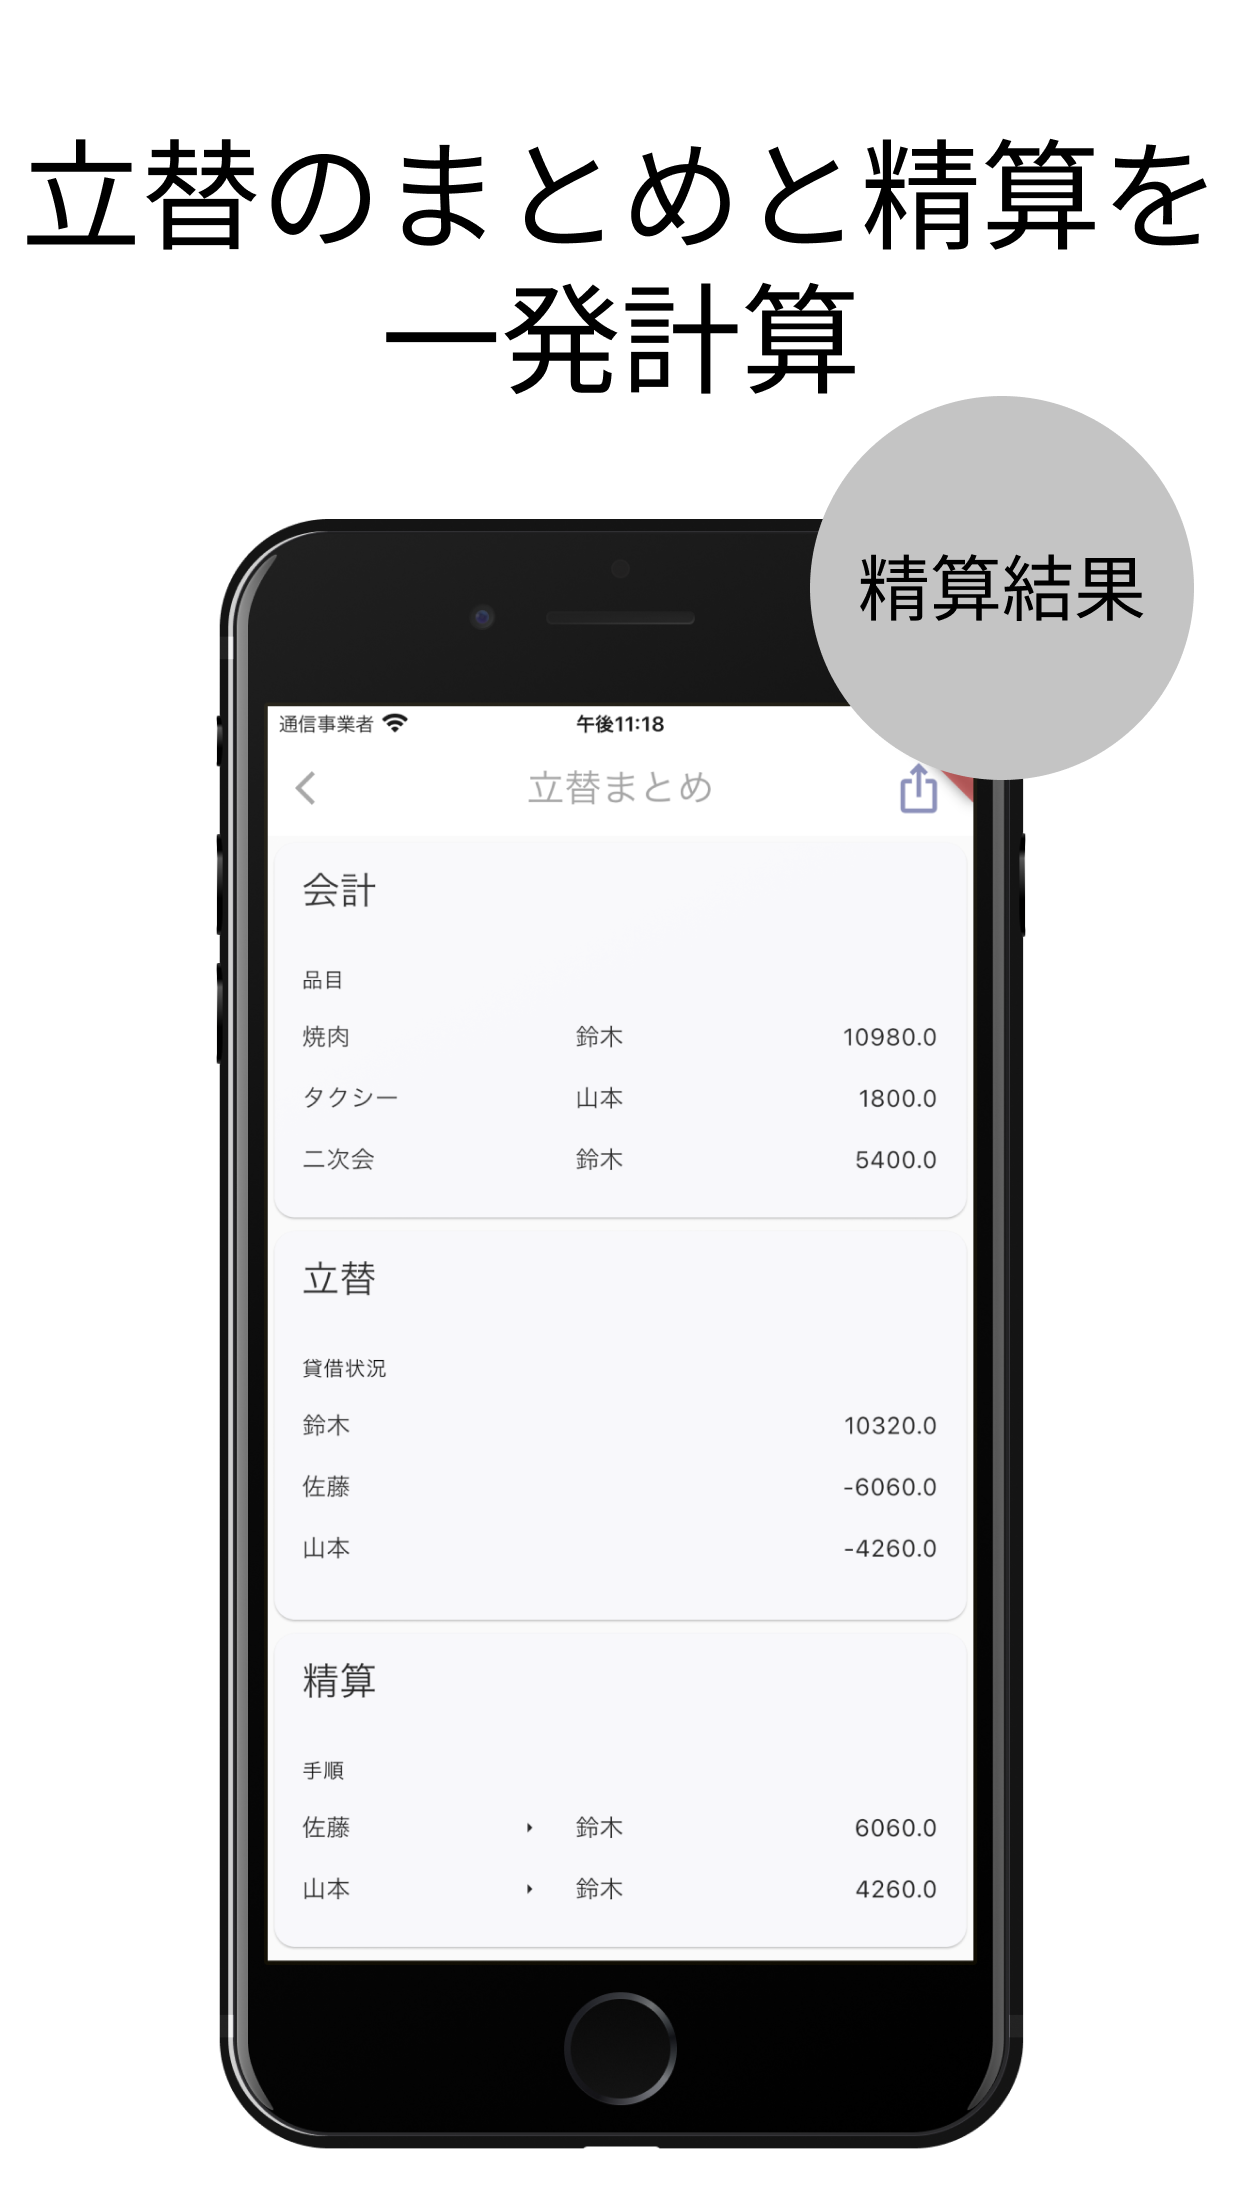 立替のまとめと精算を
一発計算
精算結果
通信事業者 午後11:18
立替まとめ
会計
品目
焼肉 鈴木 10980.0
タクシー 山本 1800.0
二次会 鈴木 5400.0
立替
貸借状況
鈴木 10320.0
佐藤 -6060.0
山本 -4260.0
精算
手順
佐藤 鈴木 6060.0
山本 鈴木 4260.0